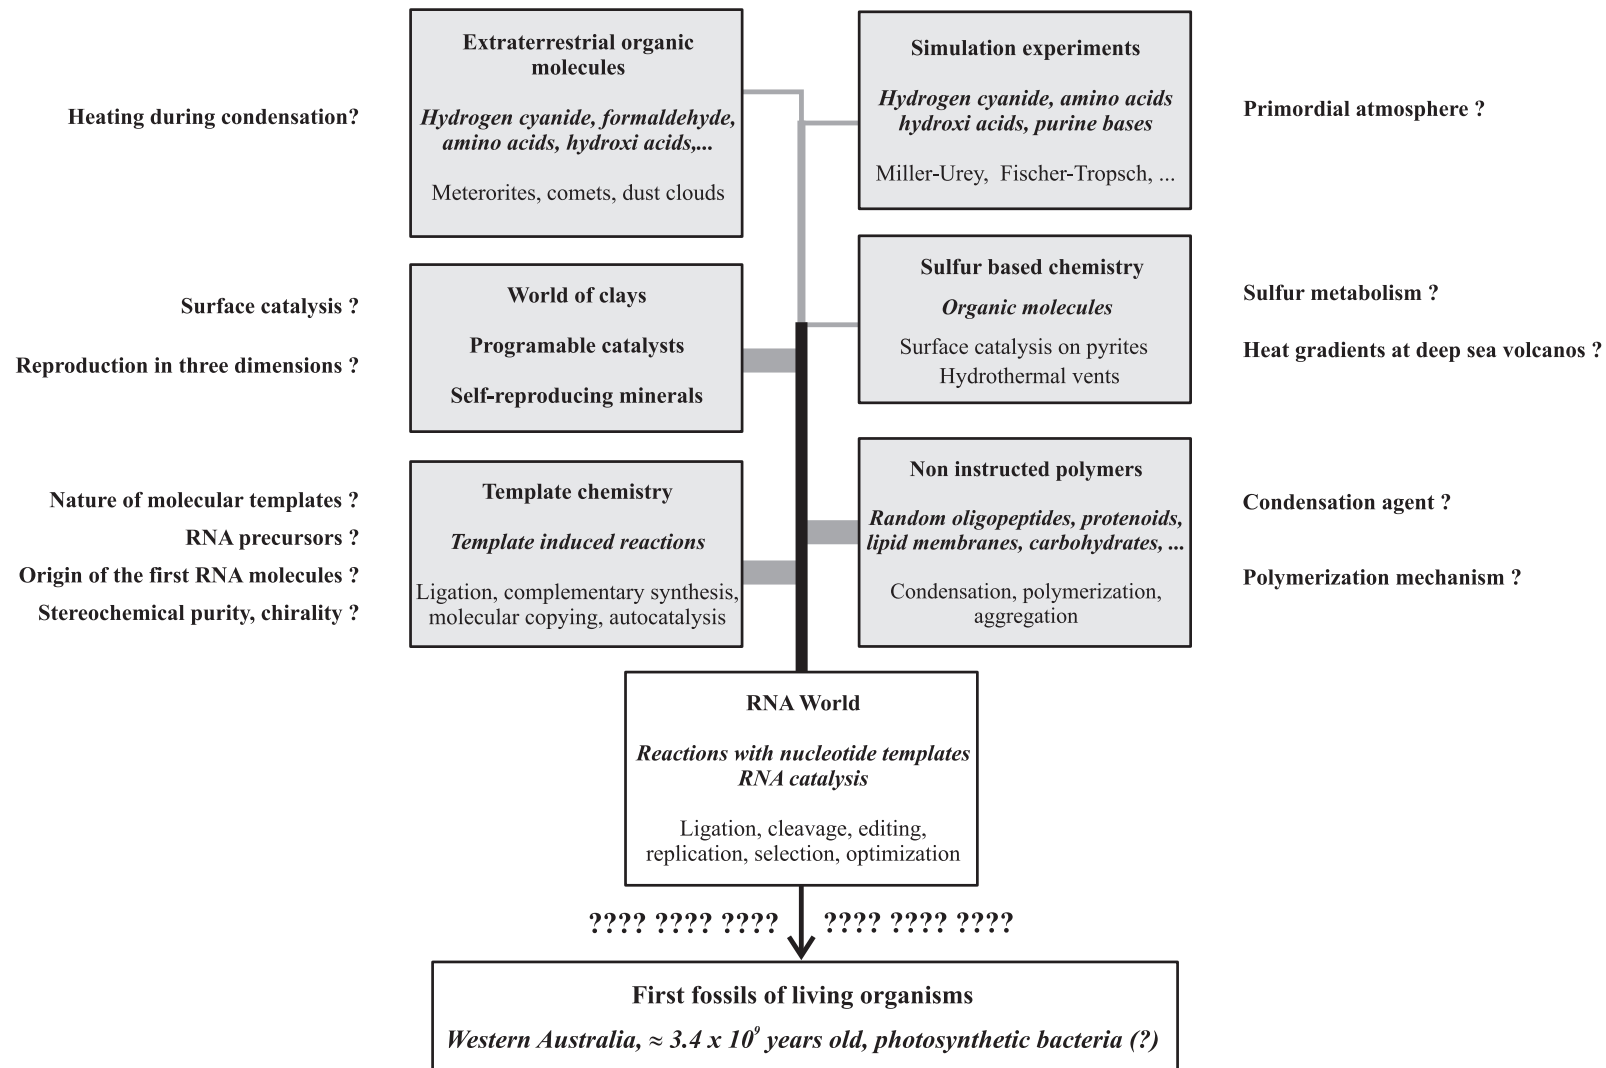 Extraterrestrial organic
molecules
Hydrogen cyanide, formaldehyde,
amino acids, hydroxi acids,...
Meterorites, comets, dust clouds
Heating during condensation?
Simulation experiments
Hydrogen cyanide, amino acids
hydroxi acids, purine bases
Miller-Urey, Fischer-Tropsch, ...
Primordial atmosphere ?
World of clays
Programable catalysts
Self-reproducing minerals
Surface catalysis ?
Reproduction in three dimensions ?
Sulfur based chemistry
Organic molecules
Surface catalysis on pyrites
Hydrothermal vents
Sulfur metabolism ?
Heat gradients at deep sea volcanos ?
Template chemistry
Template induced reactions
Ligation, complementary synthesis,
molecular copying, autocatalysis
Nature of molecular templates ?
RNA precursors ?
Origin of the first RNA molecules ?
Stereochemical purity, chirality ?
Non instructed polymers
Random oligopeptides, protenoids,
lipid membranes, carbohydrates, ...
Condensation, polymerization,
aggregation
Condensation agent ?
Polymerization mechanism ?
RNA World
Reactions with nucleotide templates
RNA catalysis
Ligation, cleavage, editing,
replication, selection, optimization
???? ???? ???? ???? ???? ????
First fossils of living organisms
Western Australia, ≈ 3.4 x 10⁹ years old, photosynthetic bacteria (?)